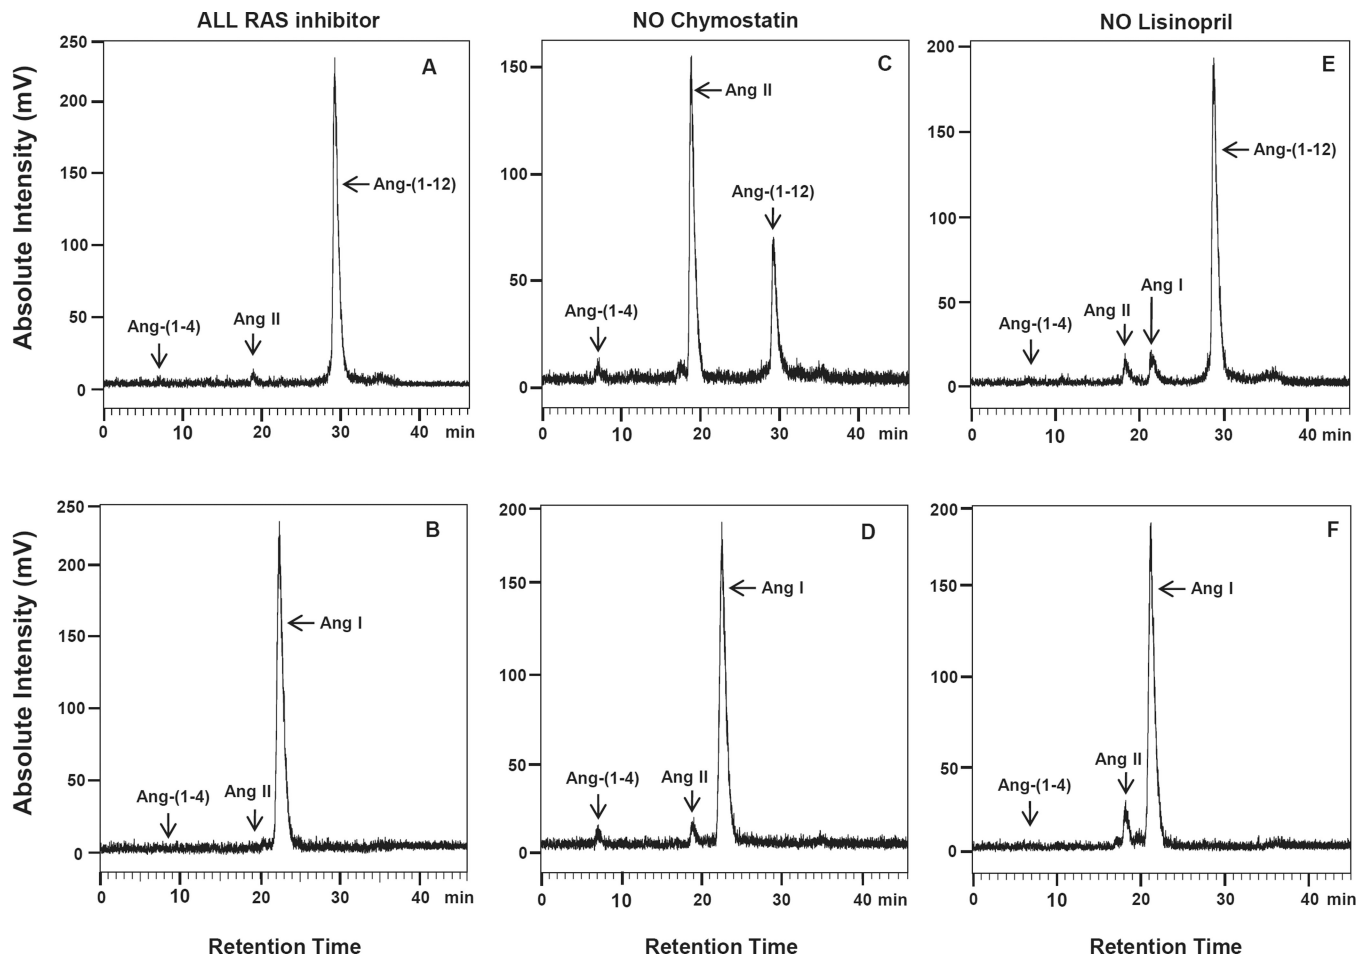 ALL RAS inhibitor
NO Chymostatin
NO Lisinopril
Absolute Intensity (mV)
250
200
150
100
50
0
A
Ang-(1-12)
Ang-(1-4)
Ang II
0 10 20 30 40 min
150
100
50
0
C
Ang II
Ang-(1-12)
Ang-(1-4)
0 10 20 30 40 min
200
150
100
50
0
E
Ang-(1-12)
Ang I
Ang II
Ang-(1-4)
0 10 20 30 40 min
Absolute Intensity (mV)
250
200
150
100
50
0
B
Ang I
Ang II
Ang-(1-4)
0 10 20 30 40 min
Retention Time
200
150
100
50
0
D
Ang I
Ang II
Ang-(1-4)
0 10 20 30 40 min
Retention Time
200
150
100
50
0
F
Ang I
Ang II
Ang-(1-4)
0 10 20 30 40 min
Retention Time